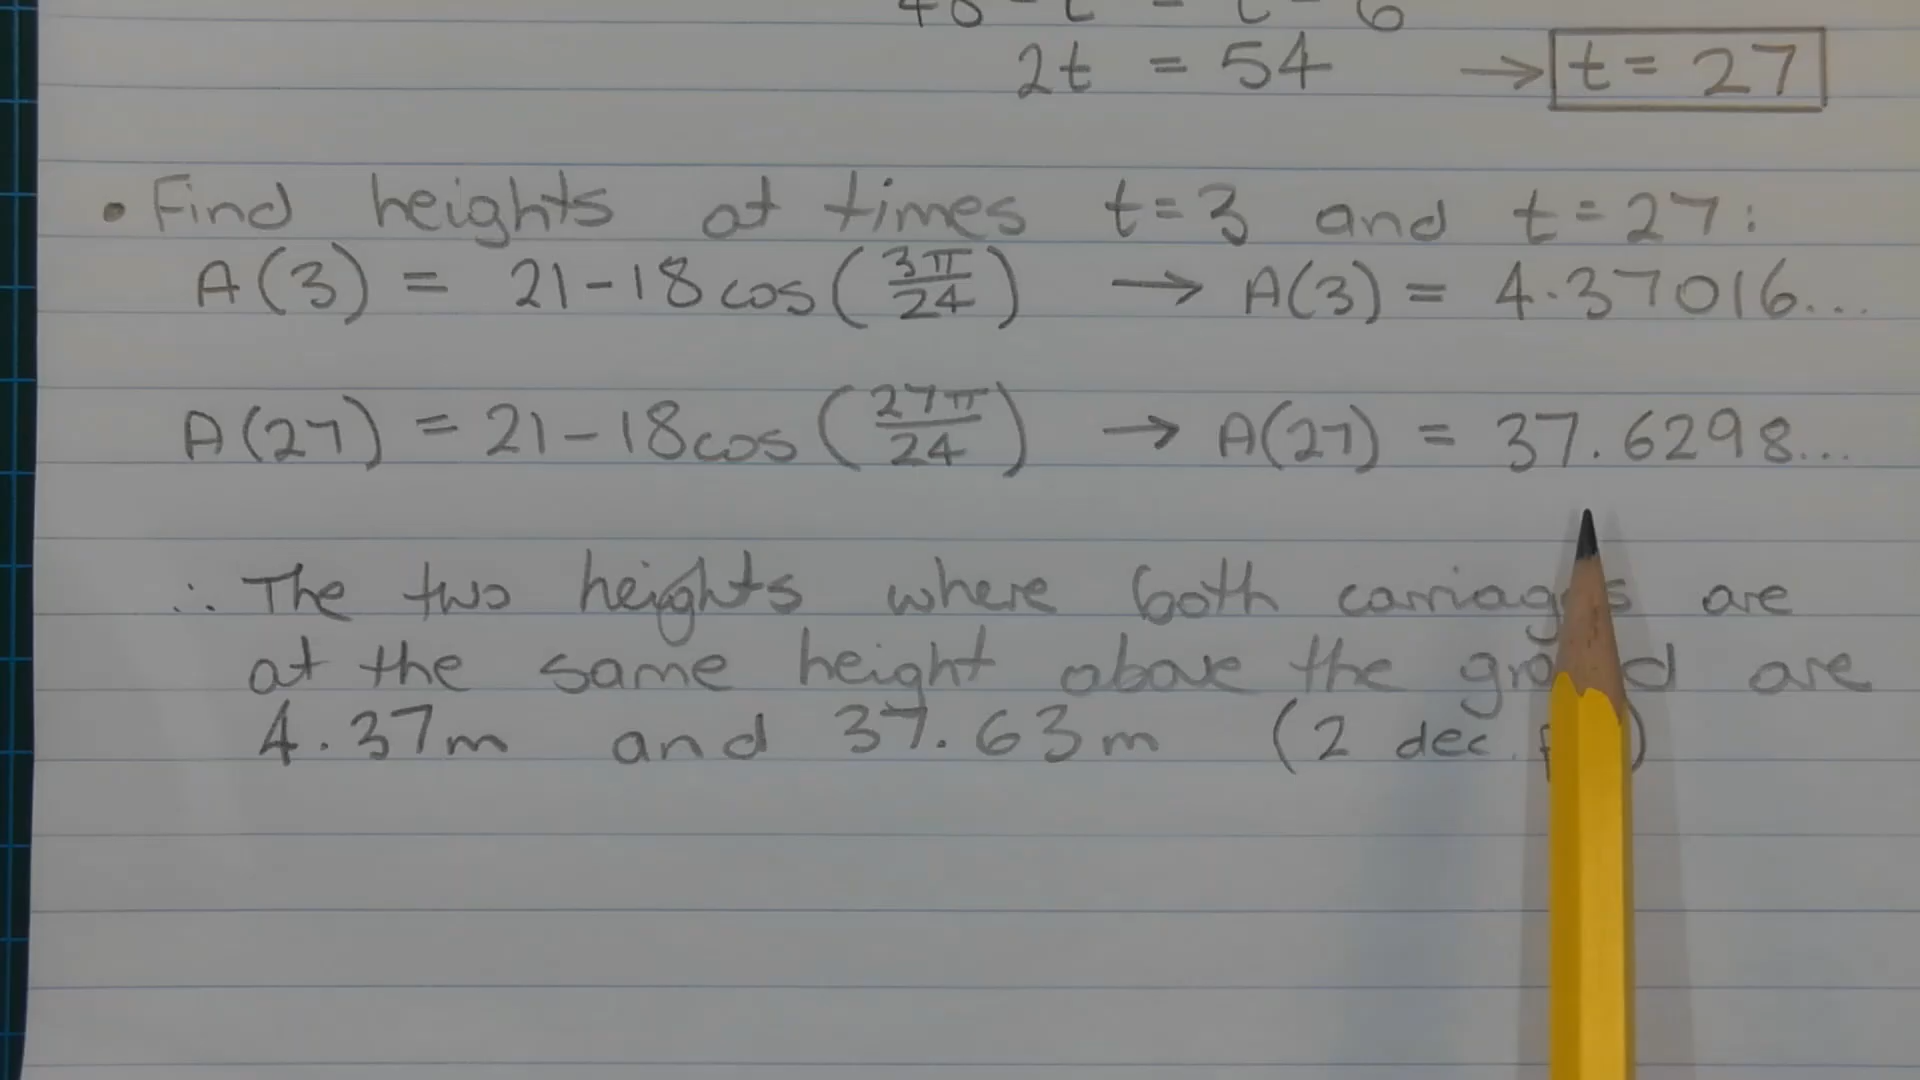 2t = 54 → t = 27
• Find heights at times t=3 and t=27:
A(3) = 21-18cos(3π/24) → A(3) = 4.37016...
A(27) = 21-18cos(27π/24) → A(27) = 37.6298...
∴ The two heights where both carriages are
at the same height above the ground are
4.37m and 37.63m (2 dec.